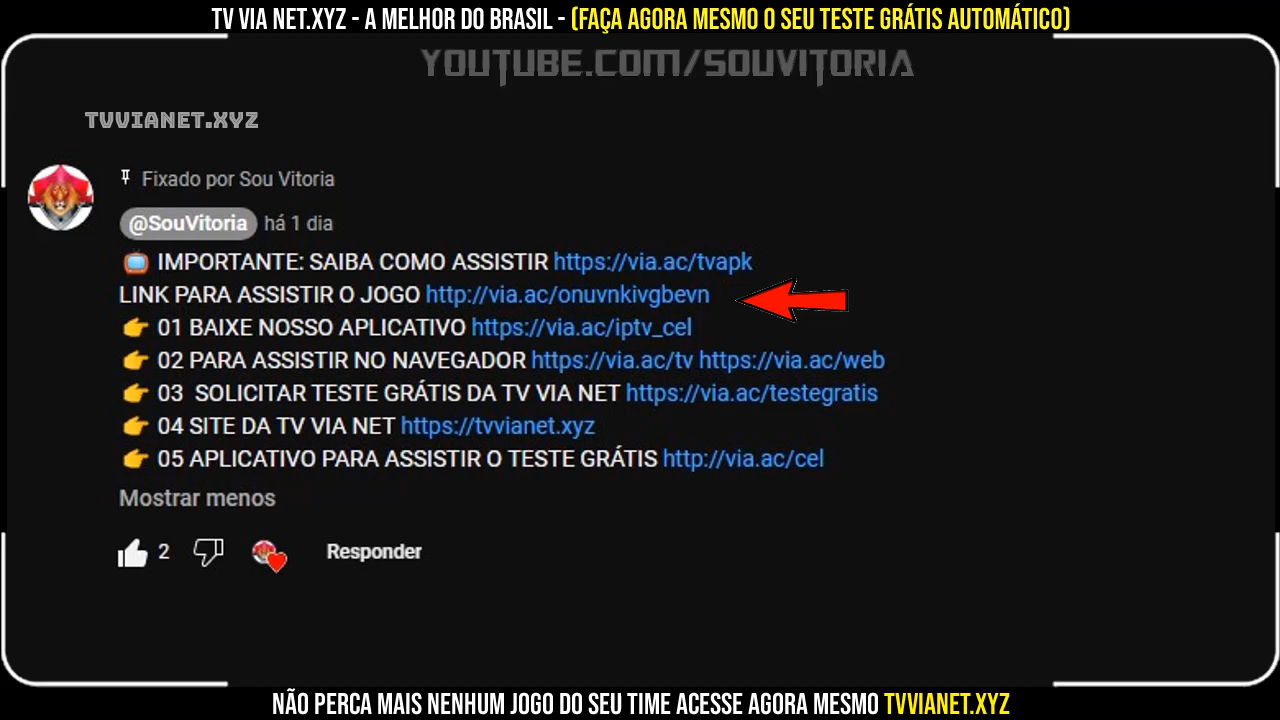 TV VIA NET.XYZ - A MELHOR DO BRASIL - (FAÇA AGORA MESMO O SEU TESTE GRÁTIS AUTOMÁTICO)
YOUTUBE.COM/SOUVITORIA
TVVIANET.XYZ
Fixado por Sou Vitoria
@SouVitoria há 1 dia
📺 IMPORTANTE: SAIBA COMO ASSISTIR https://via.ac/tvapk
LINK PARA ASSISTIR O JOGO http://via.ac/onuvnkivgbevn
👉 01 BAIXE NOSSO APLICATIVO https://via.ac/iptv_cel
👉 02 PARA ASSISTIR NO NAVEGADOR https://via.ac/tv https://via.ac/web
👉 03  SOLICITAR TESTE GRÁTIS DA TV VIA NET https://via.ac/testegratis
👉 04 SITE DA TV VIA NET https://tvvianet.xyz
👉 05 APLICATIVO PARA ASSISTIR O TESTE GRÁTIS http://via.ac/cel
Mostrar menos
2 Responder
NÃO PERCA MAIS NENHUM JOGO DO SEU TIME ACESSE AGORA MESMO TVVIANET.XYZ